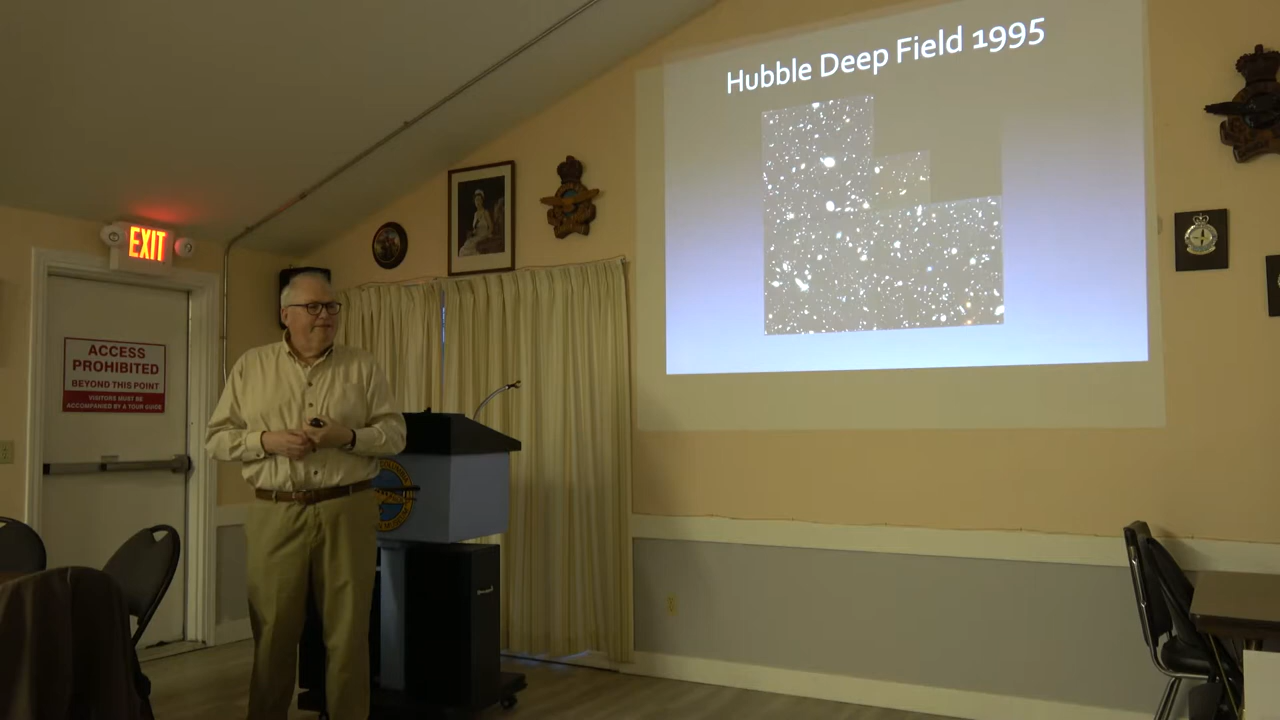 Hubble Deep Field 1995
EXIT
ACCESS
PROHIBITED
BEYOND THIS POINT
VISITORS MUST BE
ACCOMPANIED BY A TOUR GUIDE